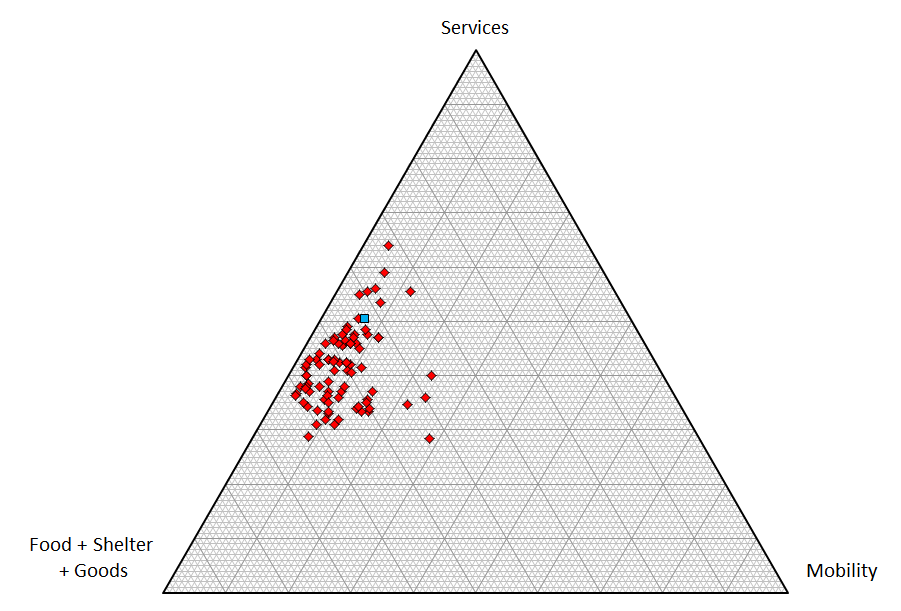 Services
Food + Shelter
+ Goods
Mobility